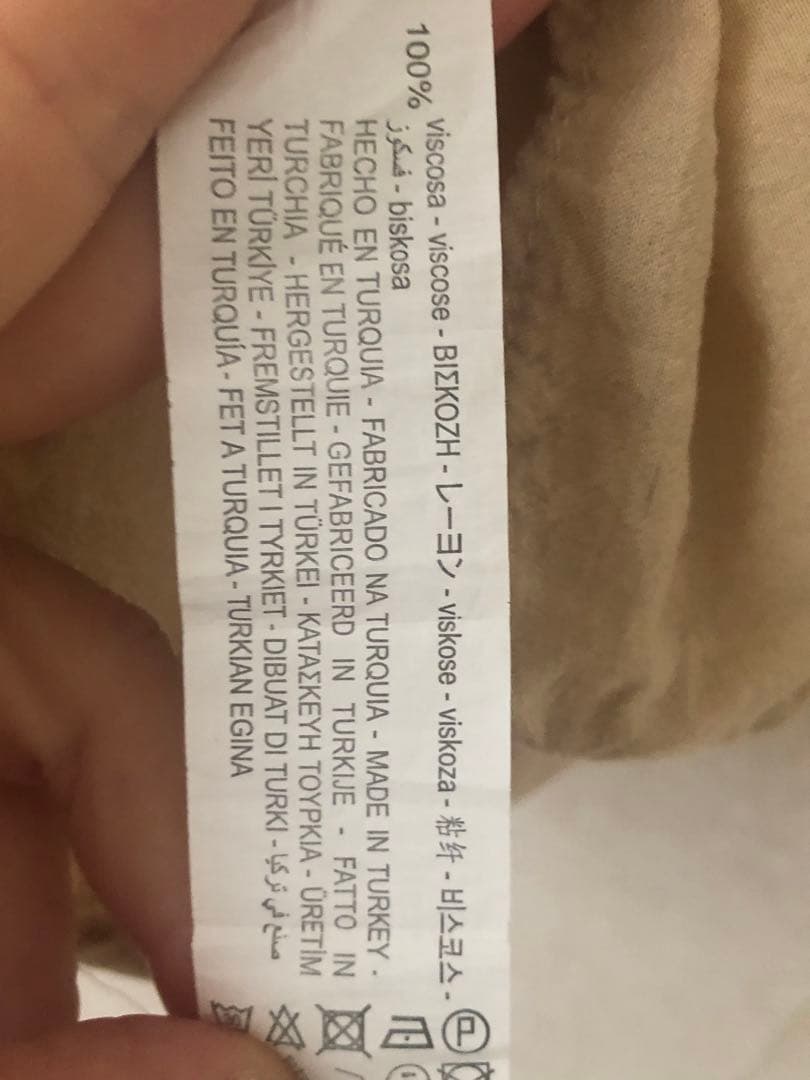 100% viscosa - viscose - ΒΙΣΚΟΖΗ - レーヨン - viskose - viskoza - 粘纤 - 비스코스 -
فسكوز - biskosa
HECHO EN TURQUIA - FABRICADO NA TURQUIA - MADE IN TURKEY -
FABRIQUÉ EN TURQUIE - GEFABRICEERD IN TURKIJE - FATTO IN
TURCHIA - HERGESTELLT IN TÜRKEI - ΚΑΤΑΣΚΕΥΗ ΤΟΥΡΚΙΑ - ÜRETİM
YERİ TÜRKİYE - FREMSTILLET I TYRKIET - DIBUAT DI TURKI - صنع في تركيا
FEITO EN TURQUÍA - FET A TURQUIA - TURKIAN EGINA
P